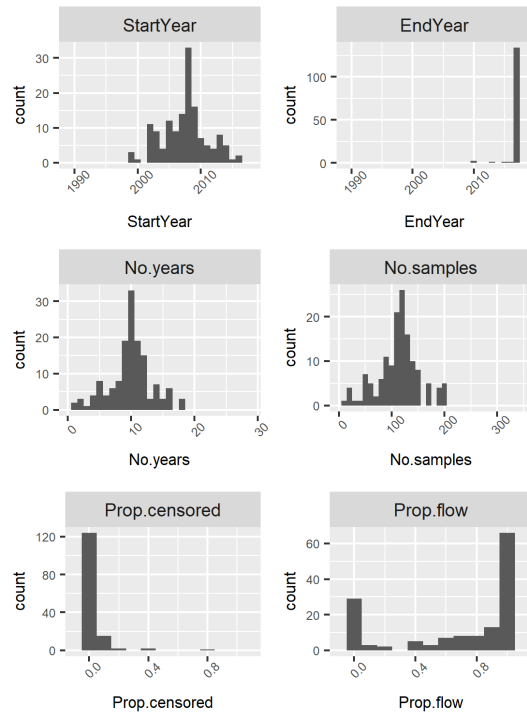 StartYear
EndYear
count
30
20
10
0
1990
2000
2010
StartYear
count
100
50
0
1990
2000
2010
EndYear
No.years
No.samples
count
30
20
10
0
0
10
20
30
No.years
count
20
10
0
0
100
200
300
No.samples
Prop.censored
Prop.flow
count
120
80
40
0
0.0
0.4
0.8
Prop.censored
count
60
40
20
0
0.0
0.4
0.8
Prop.flow